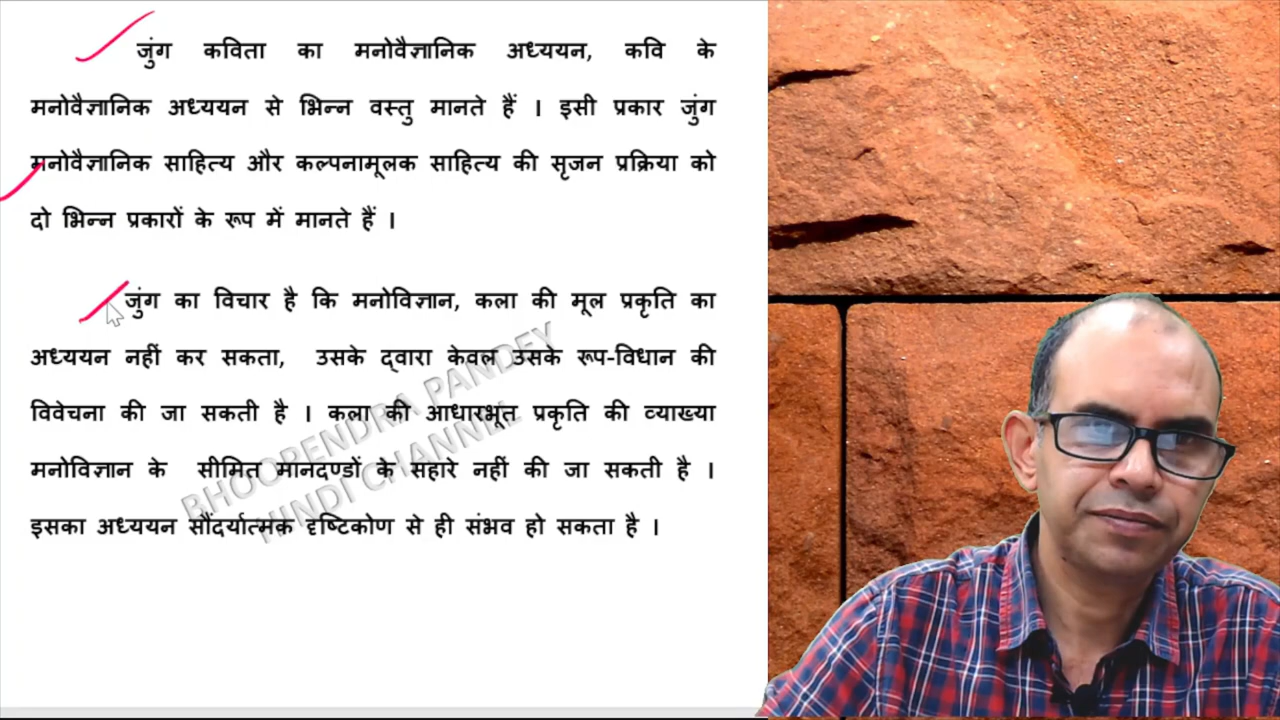 जुंग कविता का मनोवैज्ञानिक अध्ययन, कवि के
मनोवैज्ञानिक अध्ययन से भिन्न वस्तु मानते हैं । इसी प्रकार जुंग
मनोवैज्ञानिक साहित्य और कल्पनामूलक साहित्य की सृजन प्रक्रिया को
दो भिन्न प्रकारों के रूप में मानते हैं ।
जुंग का विचार है कि मनोविज्ञान, कला की मूल प्रकृति का
अध्ययन नहीं कर सकता, उसके द्वारा केवल उसके रूप-विधान की
विवेचना की जा सकती है । कला की आधारभूत प्रकृति की व्याख्या
मनोविज्ञान के सीमित मानदण्डों के सहारे नहीं की जा सकती है ।
इसका अध्ययन सौंदर्यात्मक दृष्टिकोण से ही संभव हो सकता है ।
BHOOPENDRA PANDEY
HINDI CHANNEL